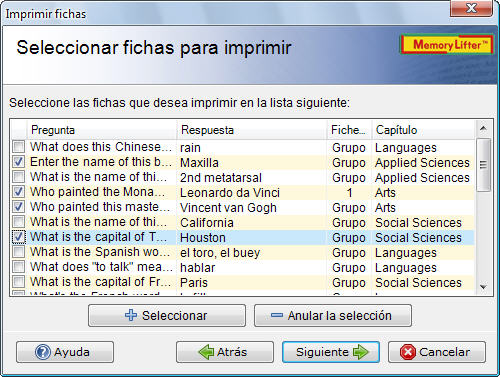 Imprimir fichas
Seleccionar fichas para imprimir
MemoryLifter™
Seleccione las fichas que desea imprimir en la lista siguiente:
Pregunta Respuesta Fiche... Capítulo
What does this Chinese... rain Grupo Languages
Enter the name of this b... Maxilla Grupo Applied Sciences
What is the name of thi... 2nd metatarsal Grupo Applied Sciences
Who painted the Mona... Leonardo da Vinci 1 Arts
Who painted this maste... Vincent van Gogh Grupo Arts
What is the name of thi... California Grupo Social Sciences
What is the capital of T... Houston Grupo Social Sciences
What is the Spanish wo... el toro, el buey Grupo Languages
What does "to talk" mea... hablar Grupo Languages
What is the capital of Fr... Paris Grupo Social Sciences
Seleccionar Anular la selección
Ayuda Atrás Siguiente Cancelar